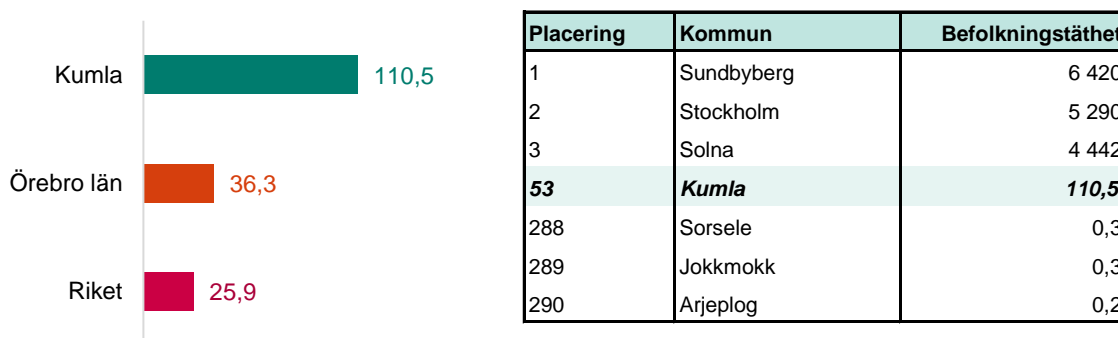 Kumla 110,5
Örebro län 36,3
Riket 25,9
Placering Kommun Befolkningstäthet
1 Sundbyberg 6 420
2 Stockholm 5 290
3 Solna 4 442
53 Kumla 110,5
288 Sorsele 0,3
289 Jokkmokk 0,3
290 Arjeplog 0,2